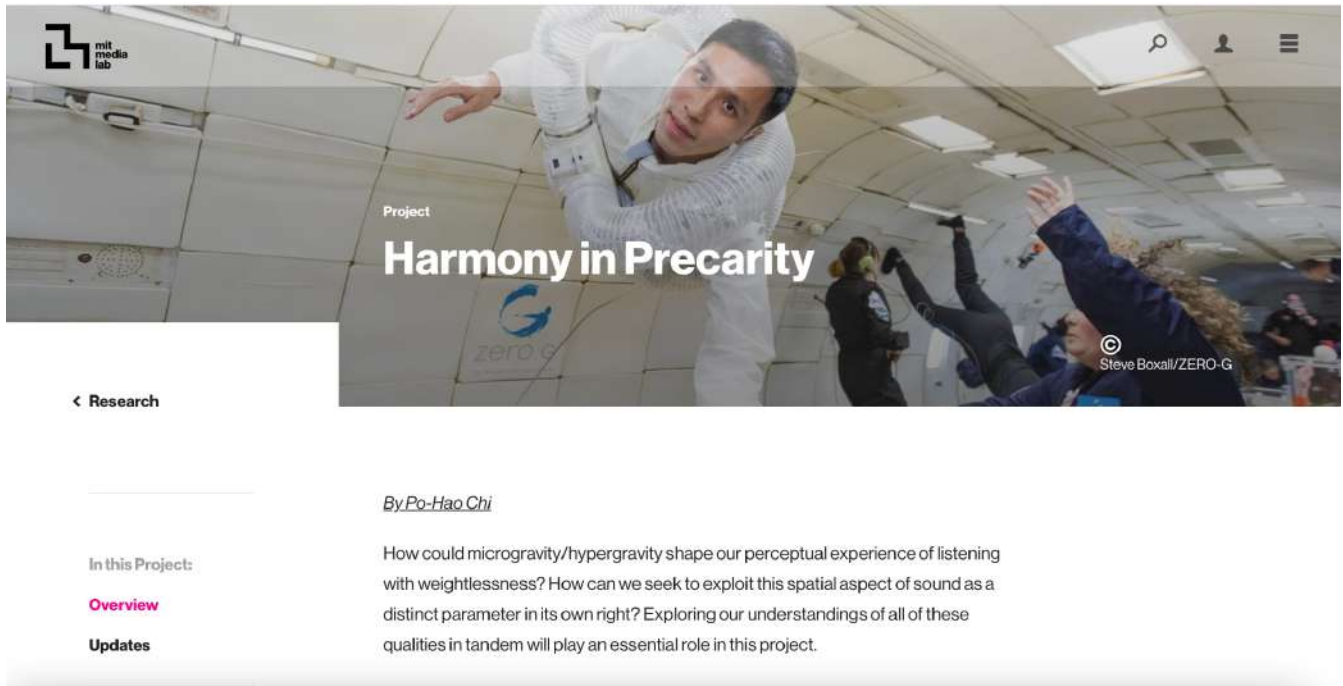 mit
media
lab
Project
Harmony in Precarity
zero G
©
Steve Boxall/ZERO-G
< Research
By Po-Hao Chi
How could microgravity/hypergravity shape our perceptual experience of listening
with weightlessness? How can we seek to exploit this spatial aspect of sound as a
distinct parameter in its own right? Exploring our understandings of all of these
qualities in tandem will play an essential role in this project.
In this Project:
Overview
Updates